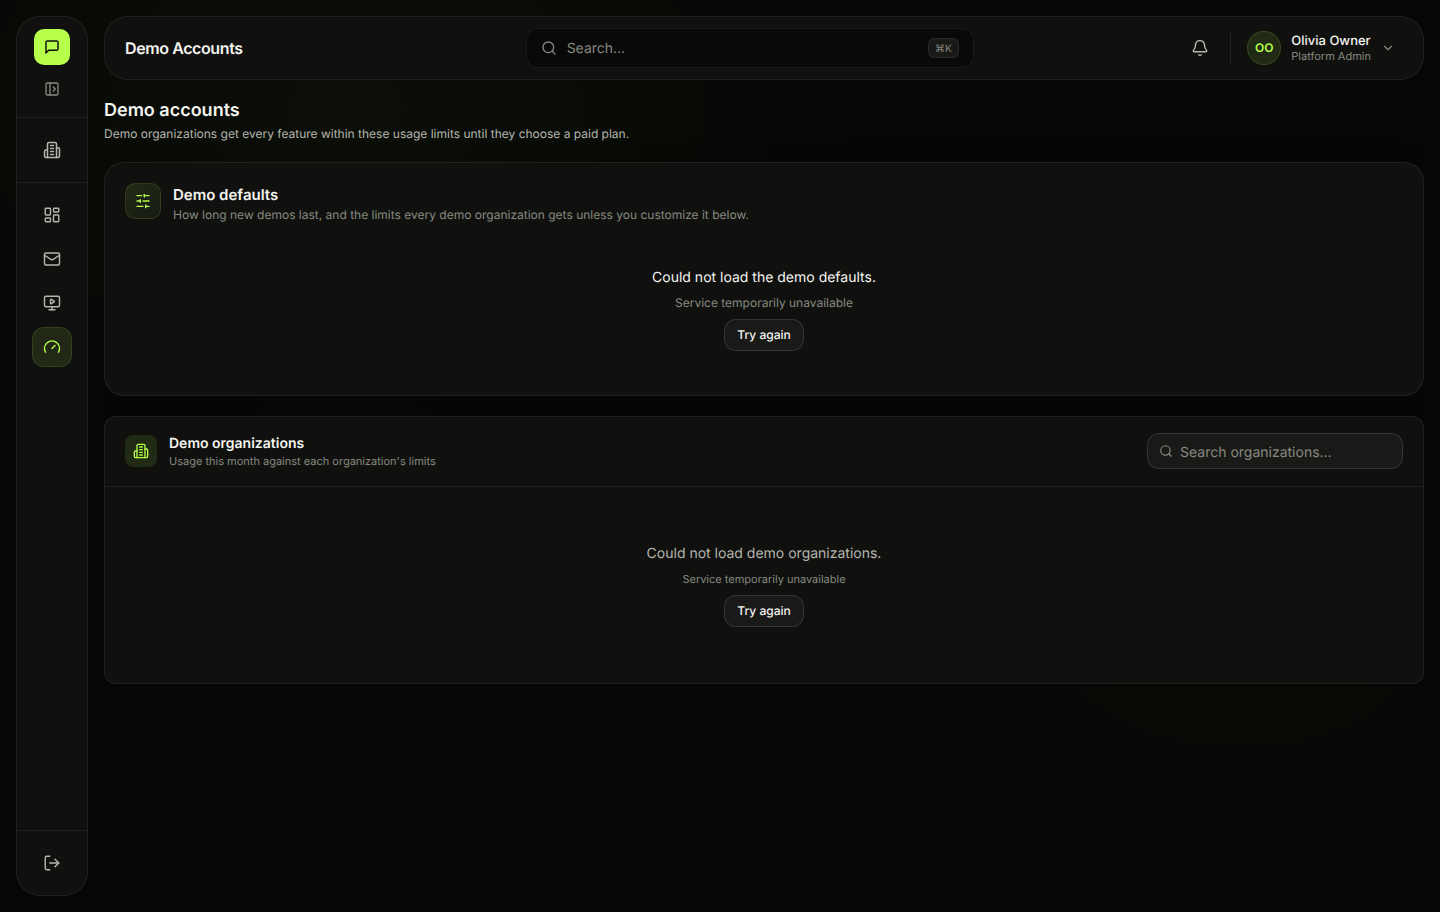 Demo Accounts
Search...
⌘K
OO
Olivia Owner
Platform Admin
Demo accounts
Demo organizations get every feature within these usage limits until they choose a paid plan.
Demo defaults
How long new demos last, and the limits every demo organization gets unless you customize it below.
Could not load the demo defaults.
Service temporarily unavailable
Try again
Demo organizations
Usage this month against each organization's limits
Search organizations...
Could not load demo organizations.
Service temporarily unavailable
Try again